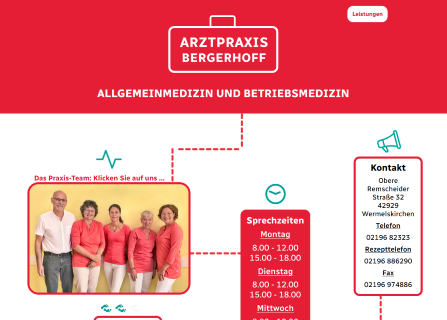 Leistungen
ARZTPRAXIS
BERGERHOFF
ALLGEMEINMEDIZIN UND BETRIEBSMEDIZIN
Das Praxis-Team: Klicken Sie auf uns ...
Sprechzeiten
Montag
8.00 - 12.00
15.00 - 18.00
Dienstag
8.00 - 12.00
15.00 - 18.00
Mittwoch
Kontakt
Obere
Remscheider
Straße 32
42929
Wermelskirchen
Telefon
02196 82323
Rezepttelefon
02196 886290
Fax
02196 974886